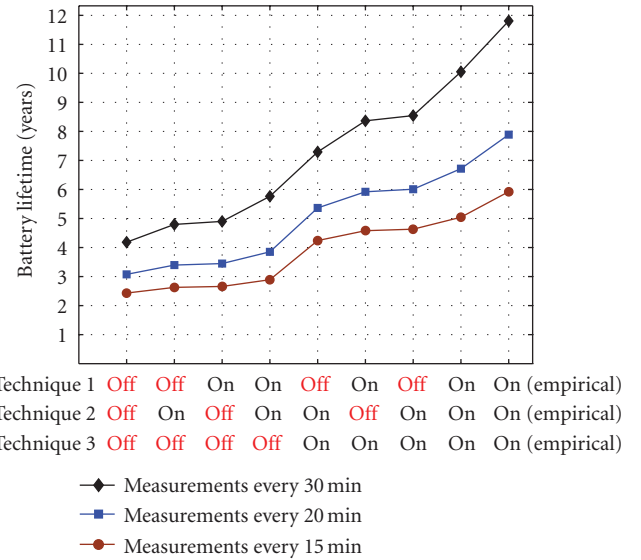 12
11
10
9
8
7
6
5
4
3
2
1
Battery lifetime (years)
Technique 1 Off Off On On Off On Off On On (empirical)
Technique 2 Off On Off On On Off On On On (empirical)
Technique 3 Off Off Off Off On On On On On (empirical)
Measurements every 30 min
Measurements every 20 min
Measurements every 15 min